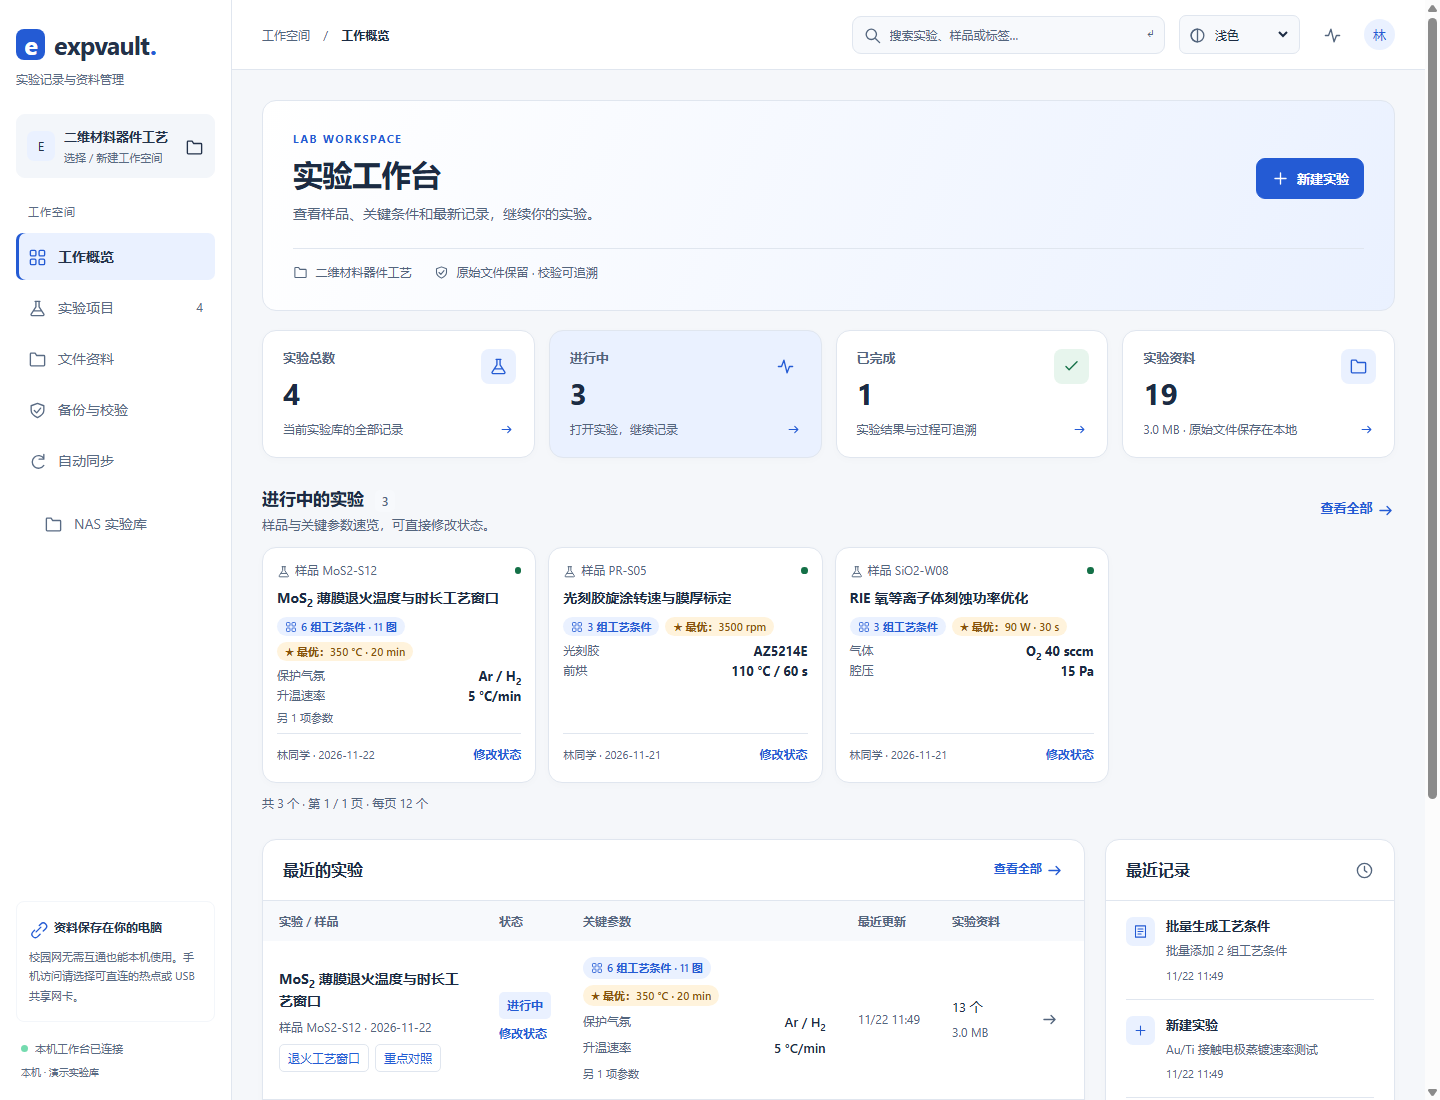 e expvault.
实验记录与资料管理
E
二维材料器件工艺
选择 / 新建工作空间
工作空间
工作概览
实验项目 4
文件资料
备份与校验
自动同步
NAS 实验库
资料保存在你的电脑
校园网无需互通也能本机使用。手
机访问请选择可直连的热点或 USB
共享网卡。
本机工作台已连接
本机 · 演示实验库
工作空间 / 工作概览
搜索实验、样品或标签...
浅色
林
LAB WORKSPACE
实验工作台
查看样品、关键条件和最新记录，继续你的实验。
新建实验
二维材料器件工艺 原始文件保留 · 校验可追溯
实验总数
4
当前实验库的全部记录 →
进行中
3
打开实验，继续记录 →
已完成
1
实验结果与过程可追溯 →
实验资料
19
3.0 MB · 原始文件保存在本地 →
进行中的实验 3
样品与关键参数速览，可直接修改状态。
查看全部 →
样品 MoS2-S12
MoS₂ 薄膜退火温度与时长工艺窗口
6 组工艺条件 · 11 图
★ 最优：350 °C · 20 min
保护气氛 Ar / H₂
升温速率 5 °C/min
另 1 项参数
林同学 · 2026-11-22 修改状态
样品 PR-S05
光刻胶旋涂转速与膜厚标定
3 组工艺条件 ★ 最优：3500 rpm
光刻胶 AZ5214E
前烘 110 °C / 60 s
林同学 · 2026-11-21 修改状态
样品 SiO2-W08
RIE 氧等离子体刻蚀功率优化
3 组工艺条件 ★ 最优：90 W · 30 s
气体 O₂ 40 sccm
腔压 15 Pa
林同学 · 2026-11-21 修改状态
共 3 个 · 第 1 / 1 页 · 每页 12 个
最近的实验 查看全部 →
实验 / 样品 状态 关键参数 最近更新 实验资料
MoS₂ 薄膜退火温度与时长工
艺窗口
样品 MoS2-S12 · 2026-11-22
退火工艺窗口 重点对照
进行中
修改状态
6 组工艺条件 · 11 图
★ 最优：350 °C · 20 min
保护气氛 Ar / H₂
升温速率 5 °C/min
另 1 项参数
11/22 11:49
13 个
3.0 MB
→
最近记录
批量生成工艺条件
批量添加 2 组工艺条件
11/22 11:49
新建实验
Au/Ti 接触电极蒸镀速率测试
11/22 11:49